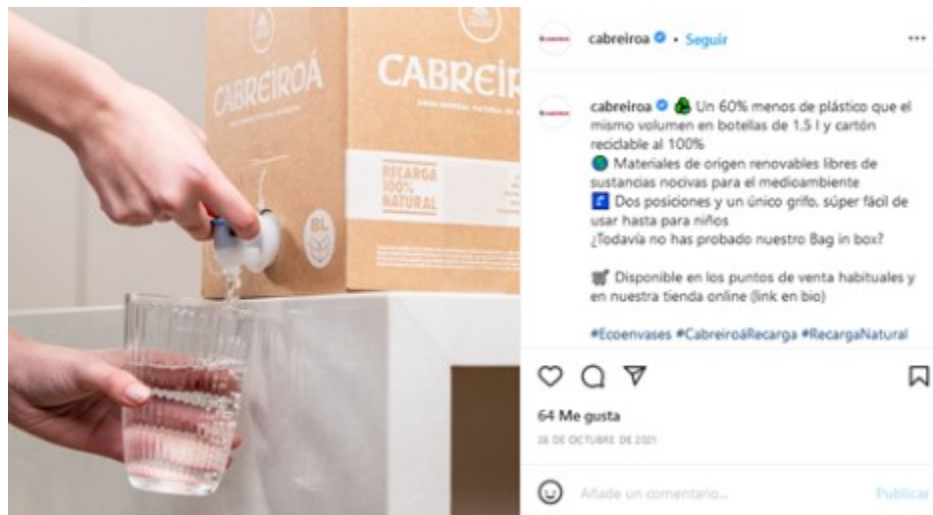 CABREIROÁ
CABREIR
RECARGA
100%
NATURAL
8L
cabreiroa • Seguir
cabreiroa Un 60% menos de plástico que el
mismo volumen en botellas de 1.5 l y cartón
reciclable al 100%
Materiales de origen renovables libres de
sustancias nocivas para el medioambiente
Dos posiciones y un único grifo, súper fácil de
usar hasta para niños
¿Todavía no has probado nuestro Bag in box?
Disponible en los puntos de venta habituales y
en nuestra tienda online (link en bio)
#Ecoenvases #CabreiroáRecarga #RecargaNatural
64 Me gusta
28 DE OCTUBRE DE 2021
Añade un comentario...
Publicar